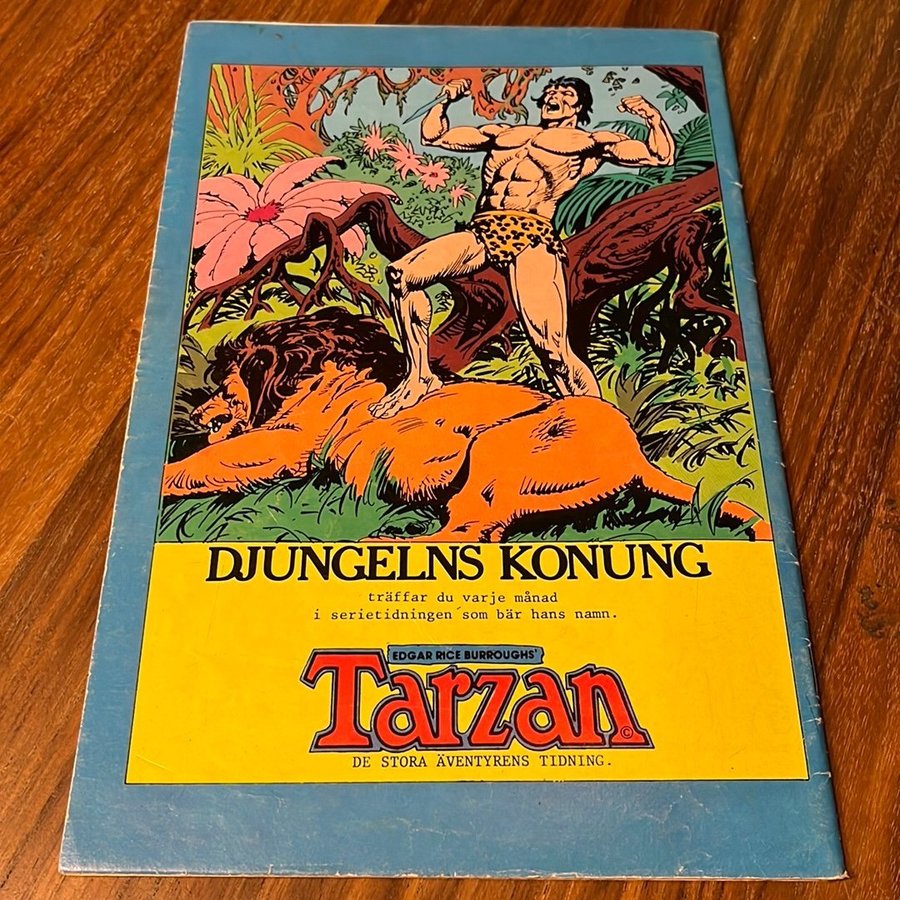 DJUNGELNS KONUNG
träffar du varje månad
i serietidningen som bär hans namn.
EDGAR RICE BURROUGHS'
Tarzan
©
DE STORA ÄVENTYRENS TIDNING.